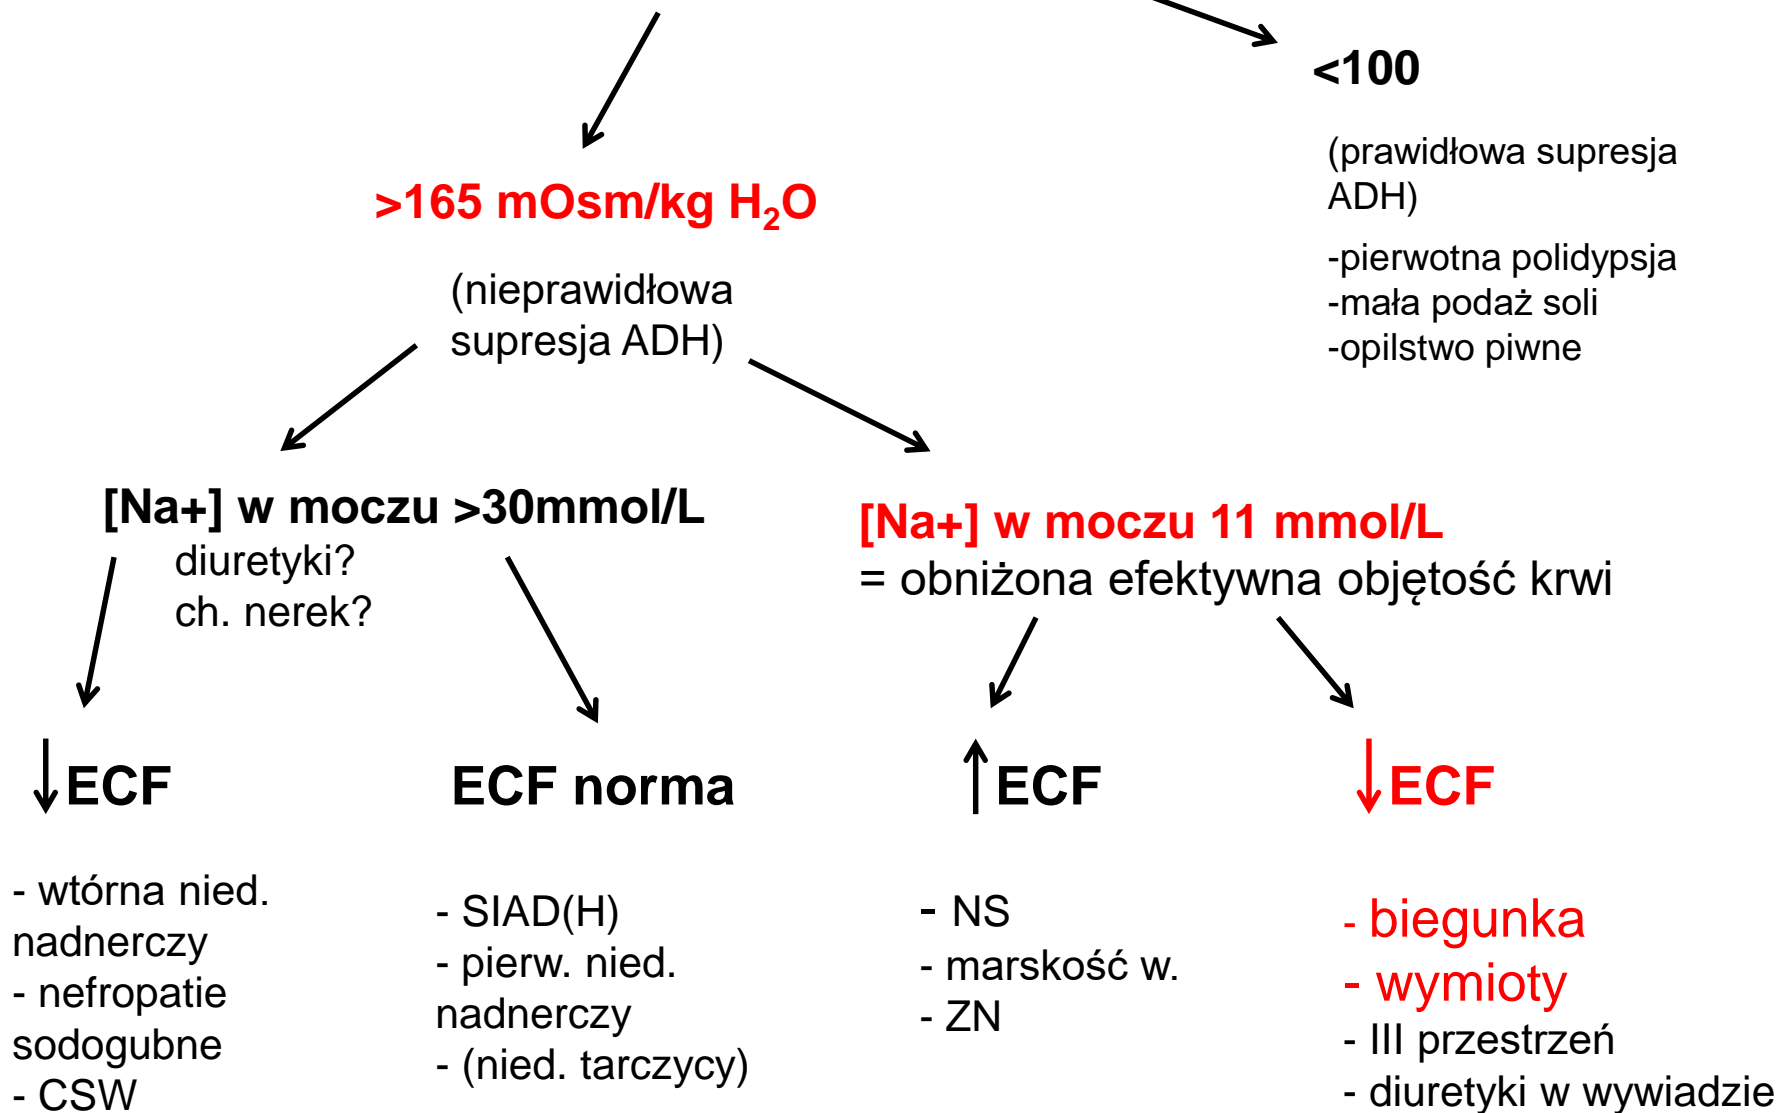 <100
(prawidłowa supresja
ADH)
-pierwotna polidypsja
-mała podaż soli
-opilstwo piwne
>165 mOsm/kg H₂O
(nieprawidłowa
supresja ADH)
[Na+] w moczu >30mmol/L
diuretyki?
ch. nerek?
[Na+] w moczu 11 mmol/L
= obniżona efektywna objętość krwi
↓ECF
- wtórna nied.
nadnerczy
- nefropatie
sodogubne
- CSW
ECF norma
- SIAD(H)
- pierw. nied.
nadnerczy
- (nied. tarczycy)
↑ECF
- NS
- marskość w.
- ZN
↓ECF
- biegunka
- wymioty
- III przestrzeń
- diuretyki w wywiadzie